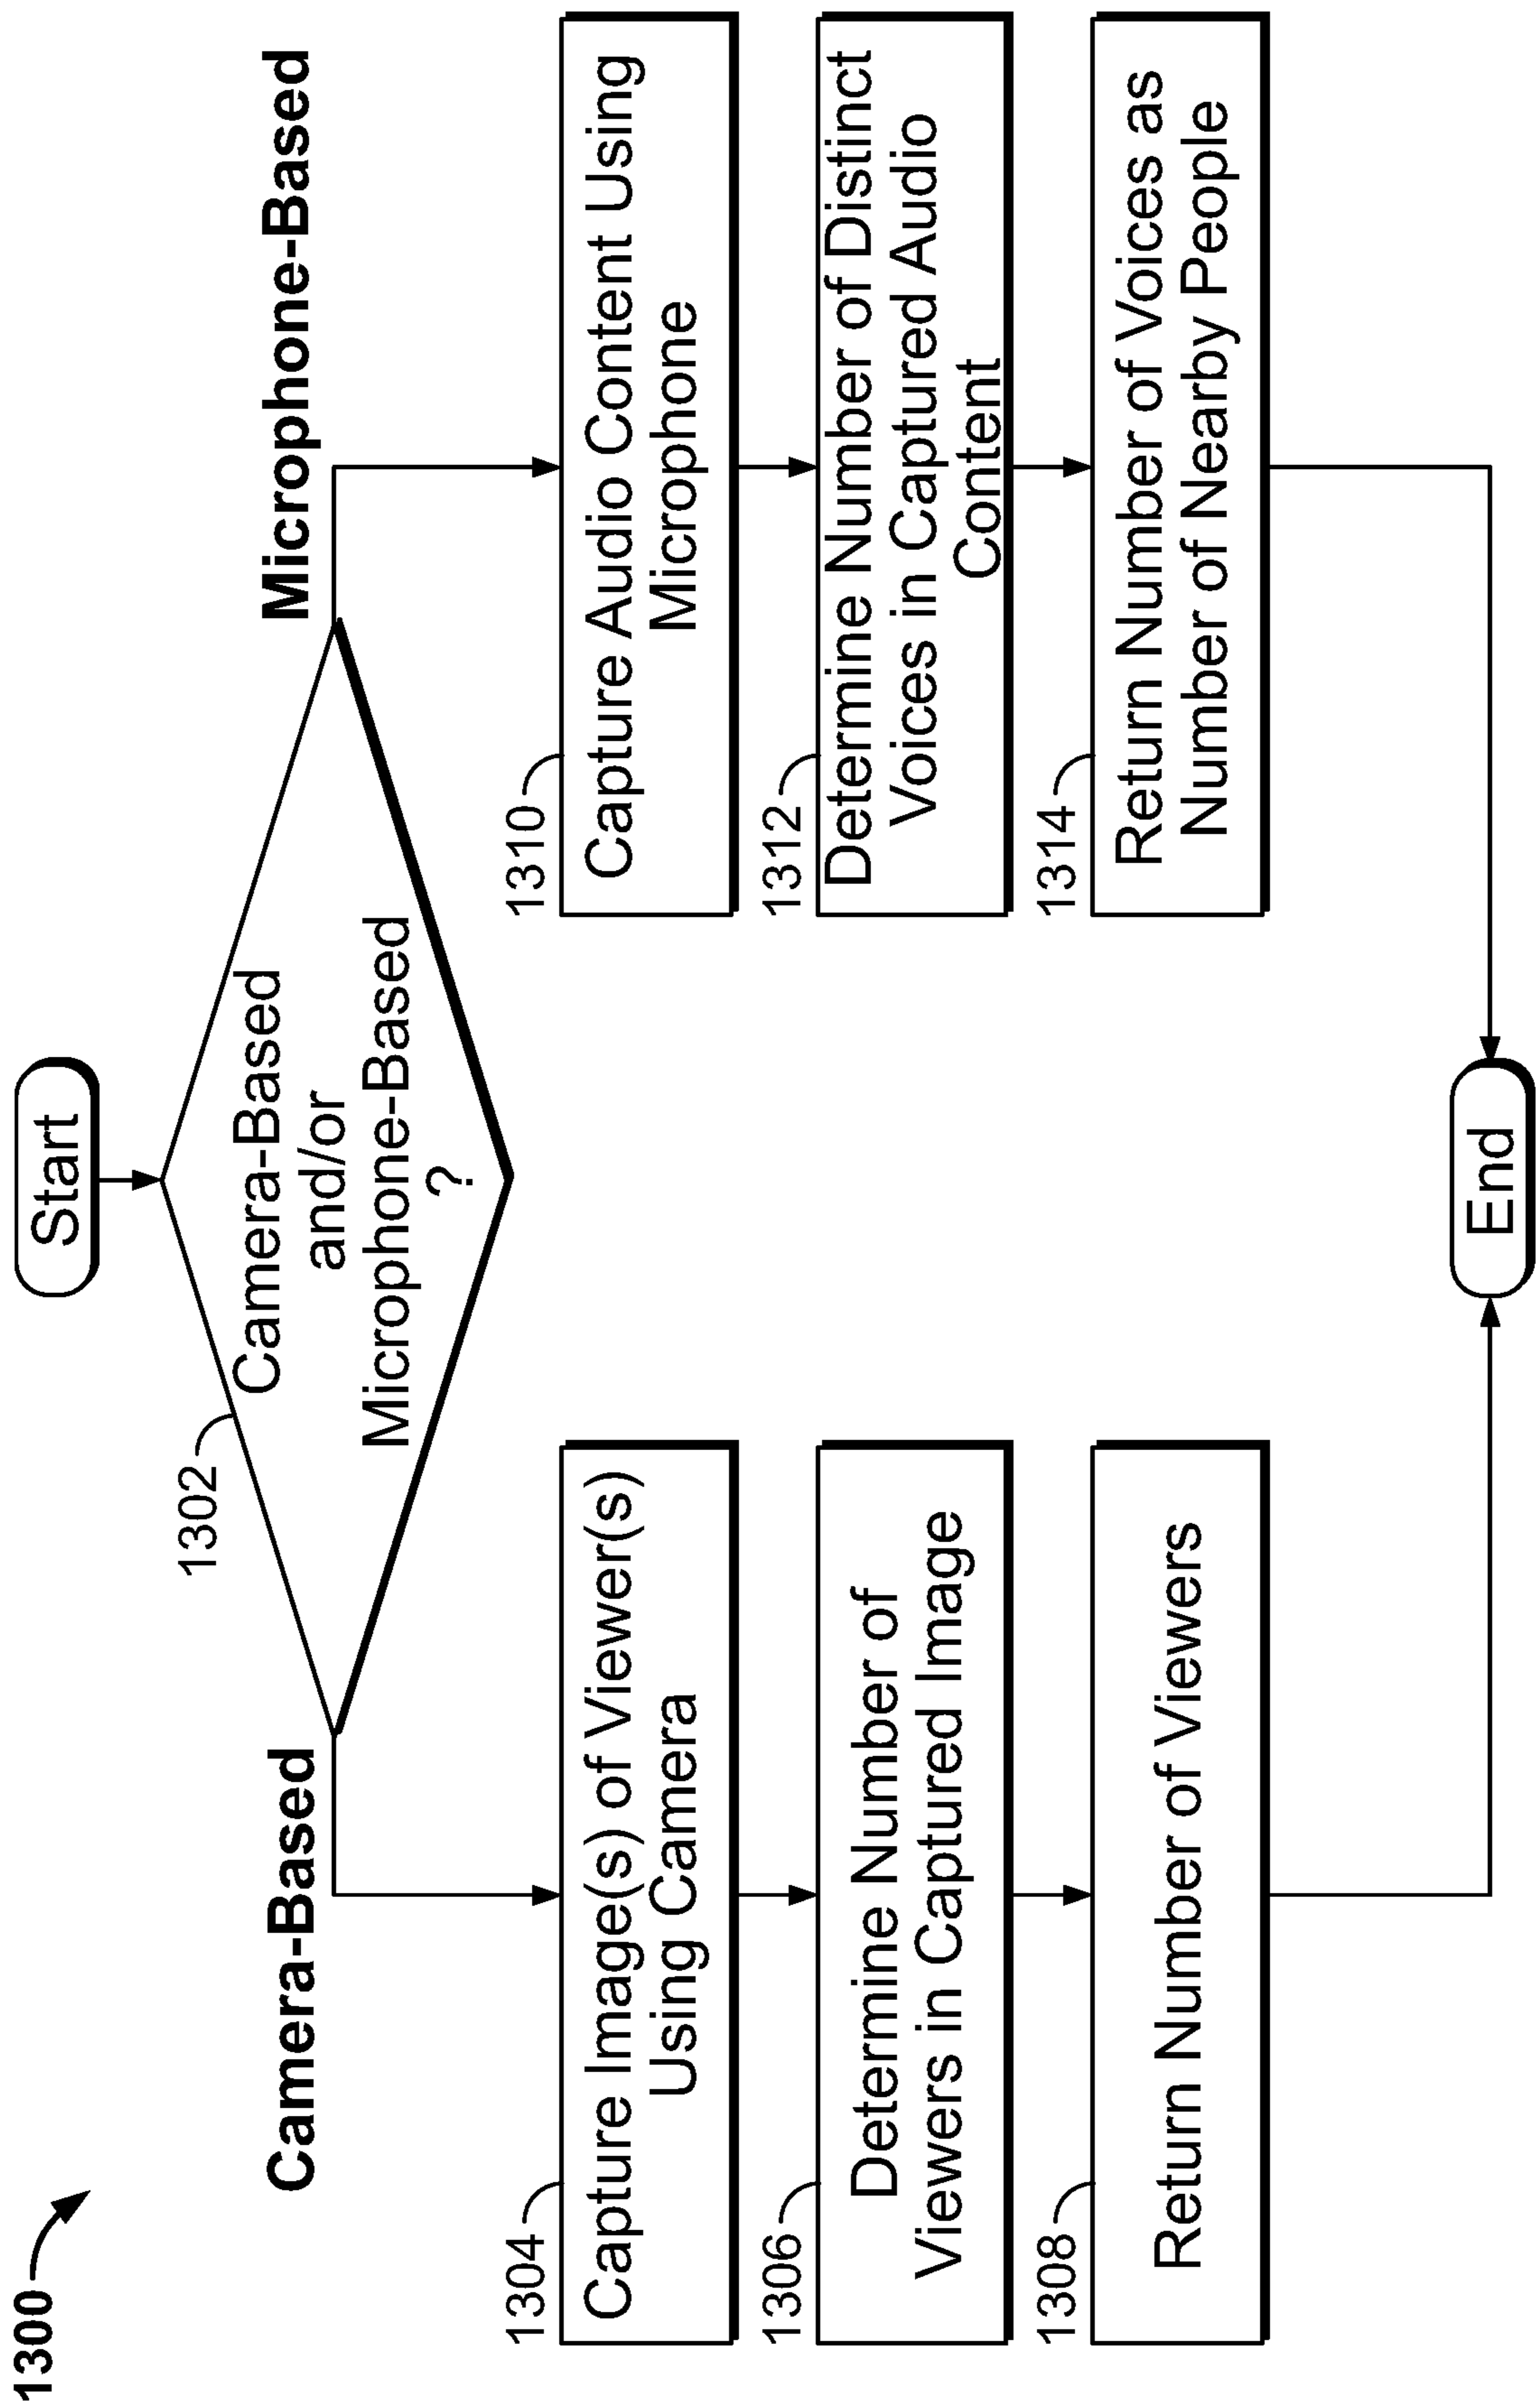 1300
Start
1302
Camera-Based
and/or
Microphone-Based
?
Camera-Based
Microphone-Based
1304
Capture Image(s) of Viewer(s)
Using Camera
1306
Determine Number of
Viewers in Captured Image
1308
Return Number of Viewers
1310
Capture Audio Content Using
Microphone
1312
Determine Number of Distinct
Voices in Captured Audio
Content
1314
Return Number of Voices as
Number of Nearby People
End